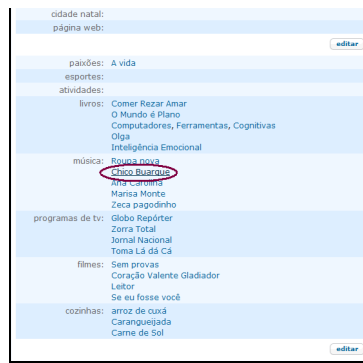 cidade natal:
página web:
editar
paixões: A vida
esportes:
atividades:
livros: Comer Rezar Amar
O Mundo é Plano
Computadores, Ferramentas, Cognitivas
Olga
Inteligência Emocional
música: Roupa nova
Chico Buarque
Ana Carolina
Marisa Monte
Zeca pagodinho
programas de tv: Globo Repórter
Zorra Total
Jornal Nacional
Toma Lá dá Cá
filmes: Sem provas
Coração Valente Gladiador
Leitor
Se eu fosse você
cozinhas: arroz de cuxá
Carangueijada
Carne de Sol
editar